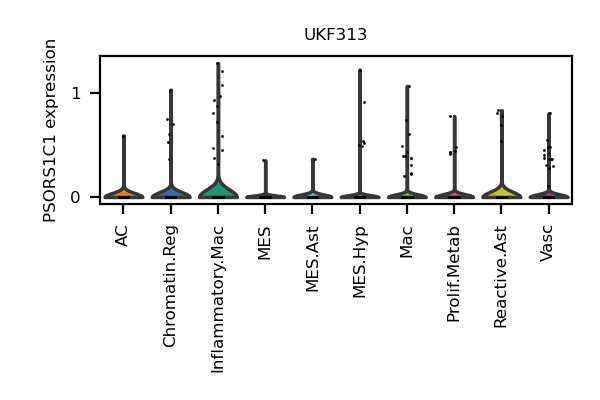 UKF313
PSORS1C1 expression
1
0
AC
Chromatin.Reg
Inflammatory.Mac
MES
MES.Ast
MES.Hyp
Mac
Prolif.Metab
Reactive.Ast
Vasc